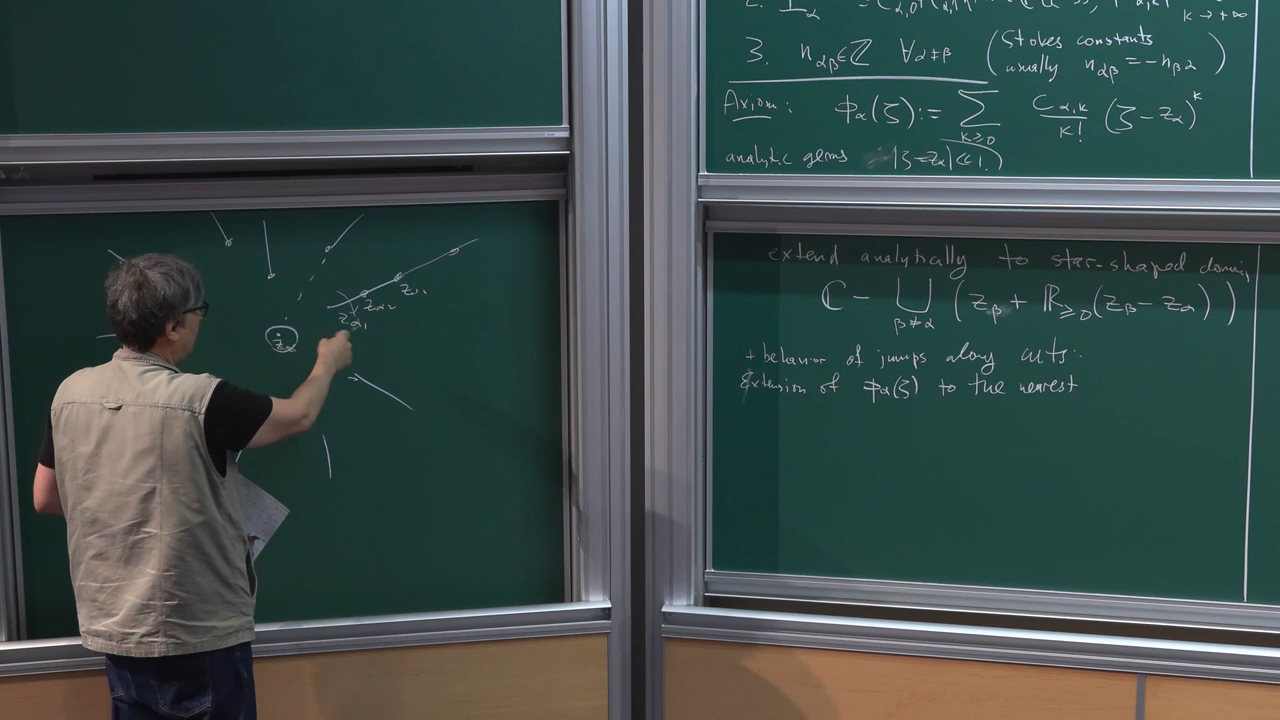 3. n_{αβ} ∈ ℤ ∀α≠β (Stokes constants usually n_{αβ} = -n_{βα})
Axiom: φ_α(ζ) := Σ_{k≥0} c_{α,k}/k! (ζ-z_α)^k
analytic germs |ζ-z_α|≪1)
extend analytically to star-shaped domain
ℂ - ⋃_{β≠α} (z_β + ℝ_{≥0}(z_β - z_α))
+ behavior of jumps along cuts:
Extension of φ_α(ζ) to the nearest
z_α
z_{α_1}
z_{α_2}